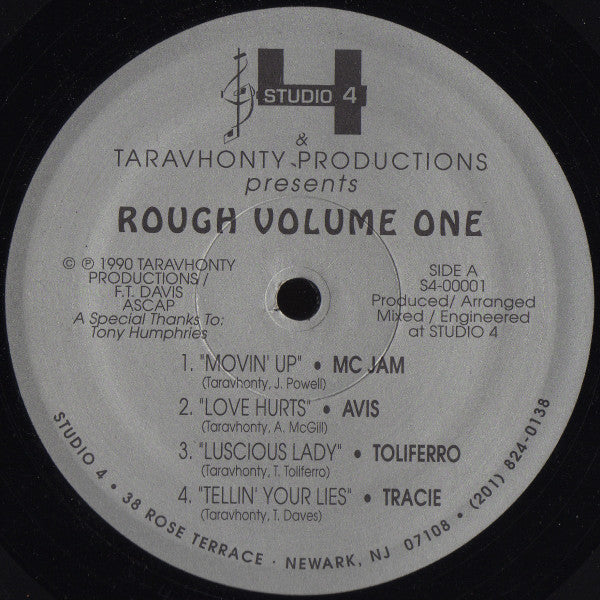 4
STUDIO 4
&
TARAVHONTY PRODUCTIONS
presents
ROUGH VOLUME ONE
© ℗ 1990 TARAVHONTY
PRODUCTIONS /
F.T. DAVIS
ASCAP
A Special Thanks To:
Tony Humphries
SIDE A
S4-00001
Produced / Arranged
Mixed / Engineered
at STUDIO 4
1. "MOVIN' UP" • MC JAM
(Taravhonty, J. Powell)
2. "LOVE HURTS" • AVIS
(Taravhonty, A. McGill)
3. "LUSCIOUS LADY" • TOLIFERRO
(Taravhonty, T. Toliferro)
4. "TELLIN' YOUR LIES" • TRACIE
(Taravhonty, T. Daves)
STUDIO 4 • 38 ROSE TERRACE • NEWARK, NJ 07108 • (201) 824-0138